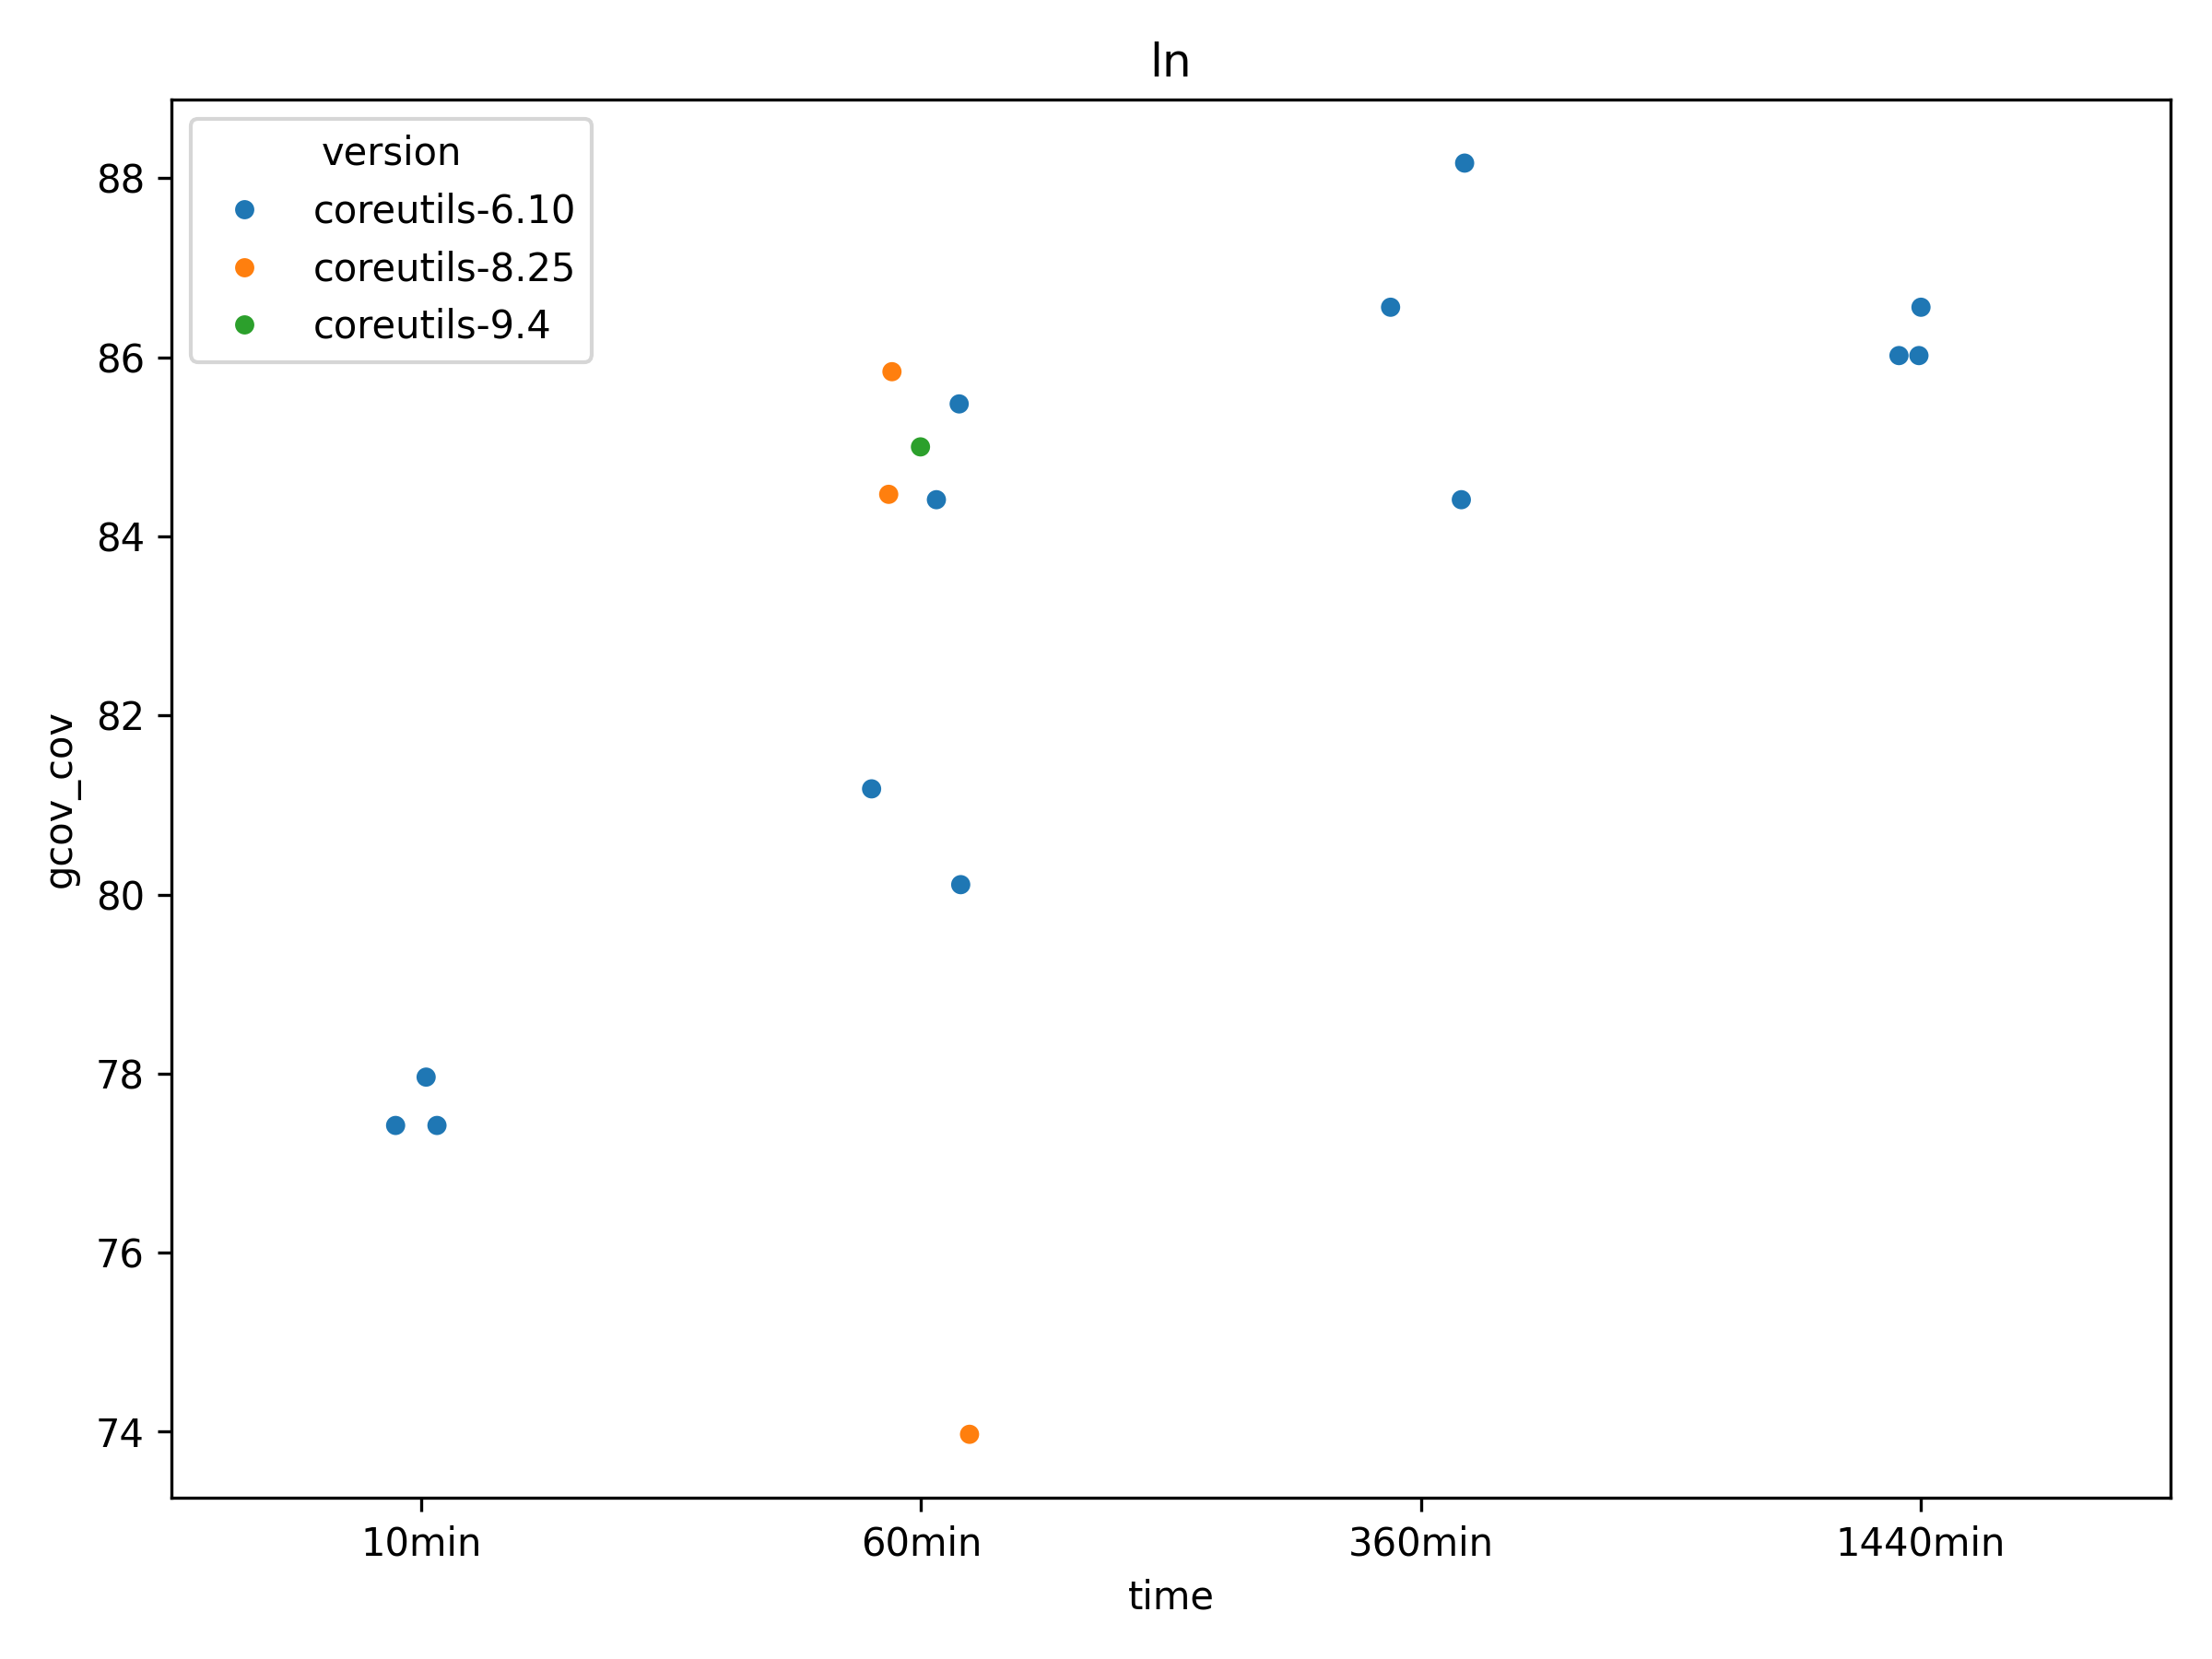 ln
version
coreutils-6.10
coreutils-8.25
coreutils-9.4
88
86
84
82
80
78
76
74
gcov_cov
10min
60min
360min
1440min
time